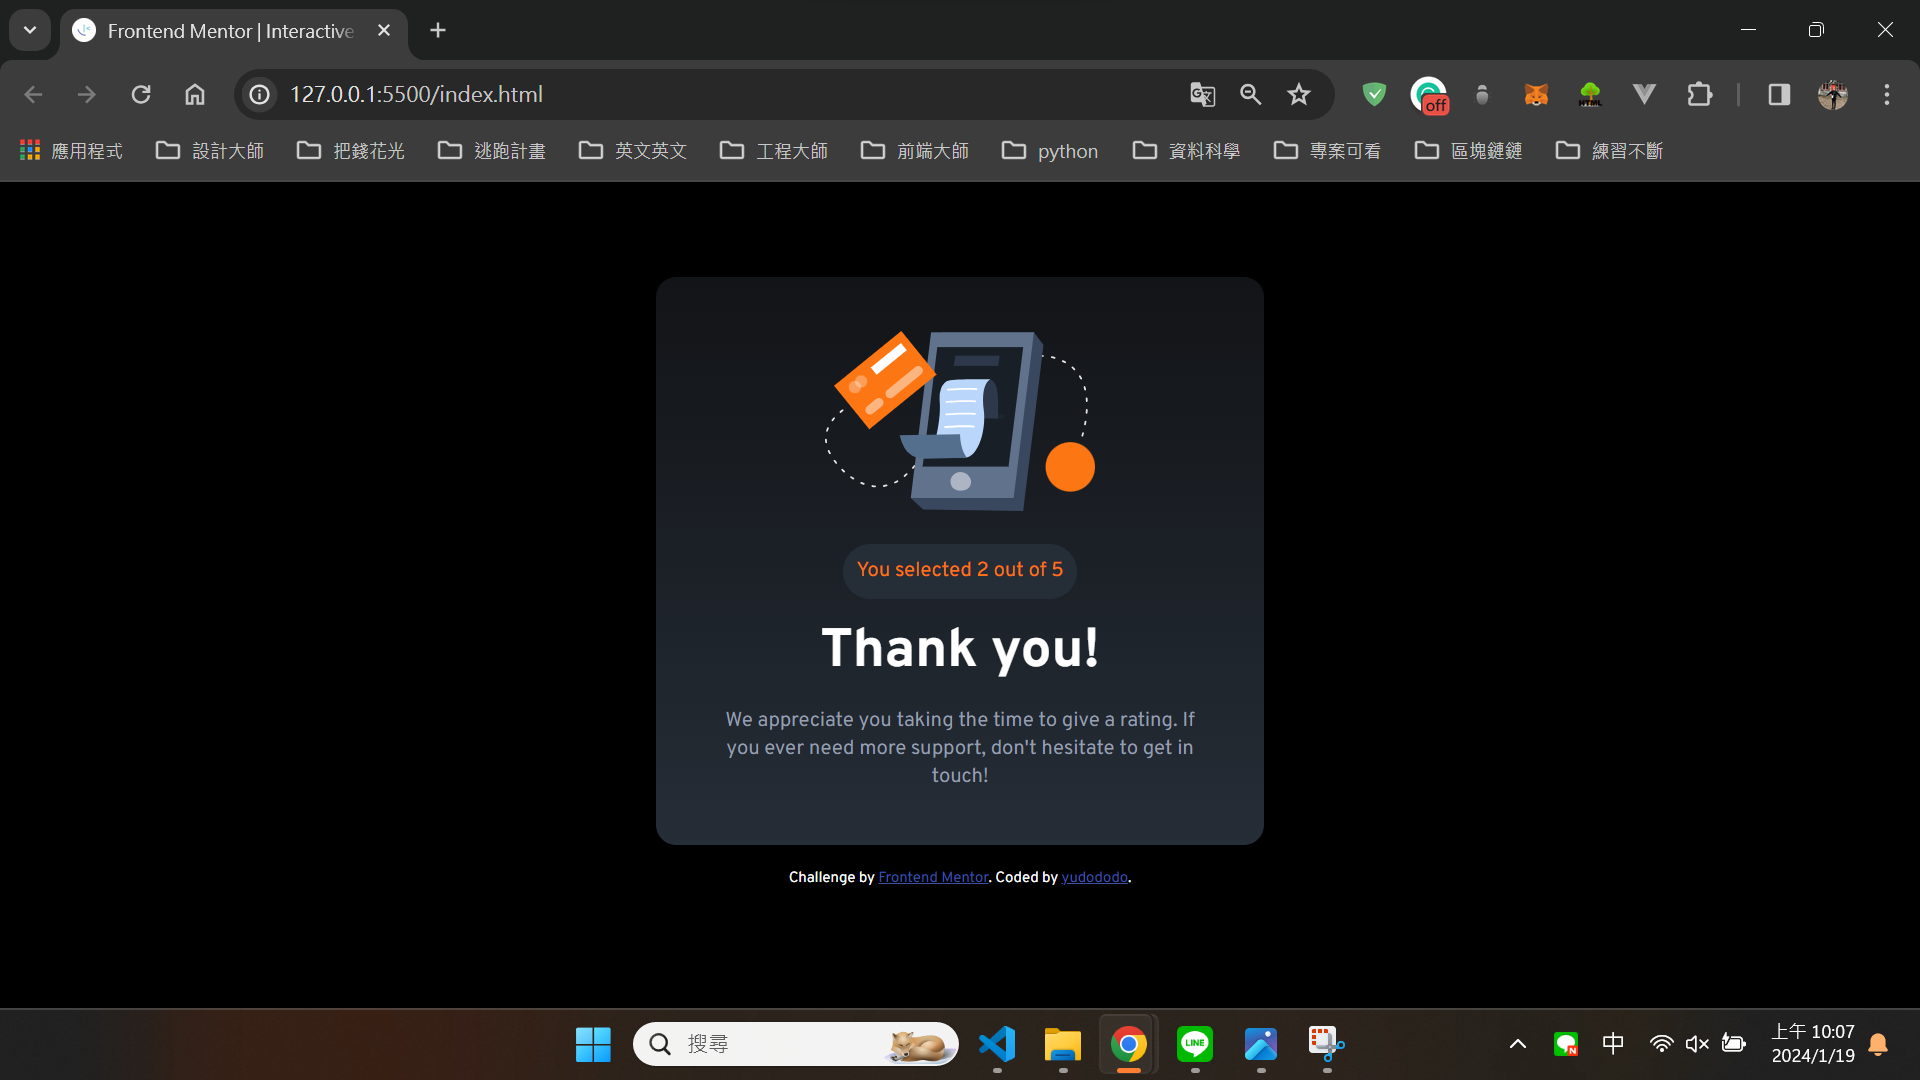 Frontend Mentor | Interactive
127.0.0.1:5500/index.html
off
HTML
應用程式
設計大師
把錢花光
逃跑計畫
英文英文
工程大師
前端大師
python
資料科學
專案可看
區塊鏈鏈
練習不斷
You selected 2 out of 5
Thank you!
We appreciate you taking the time to give a rating. If
you ever need more support, don't hesitate to get in
touch!
Challenge by Frontend Mentor. Coded by yudododo.
搜尋
LINE
N
中
上午 10:07
2024/1/19